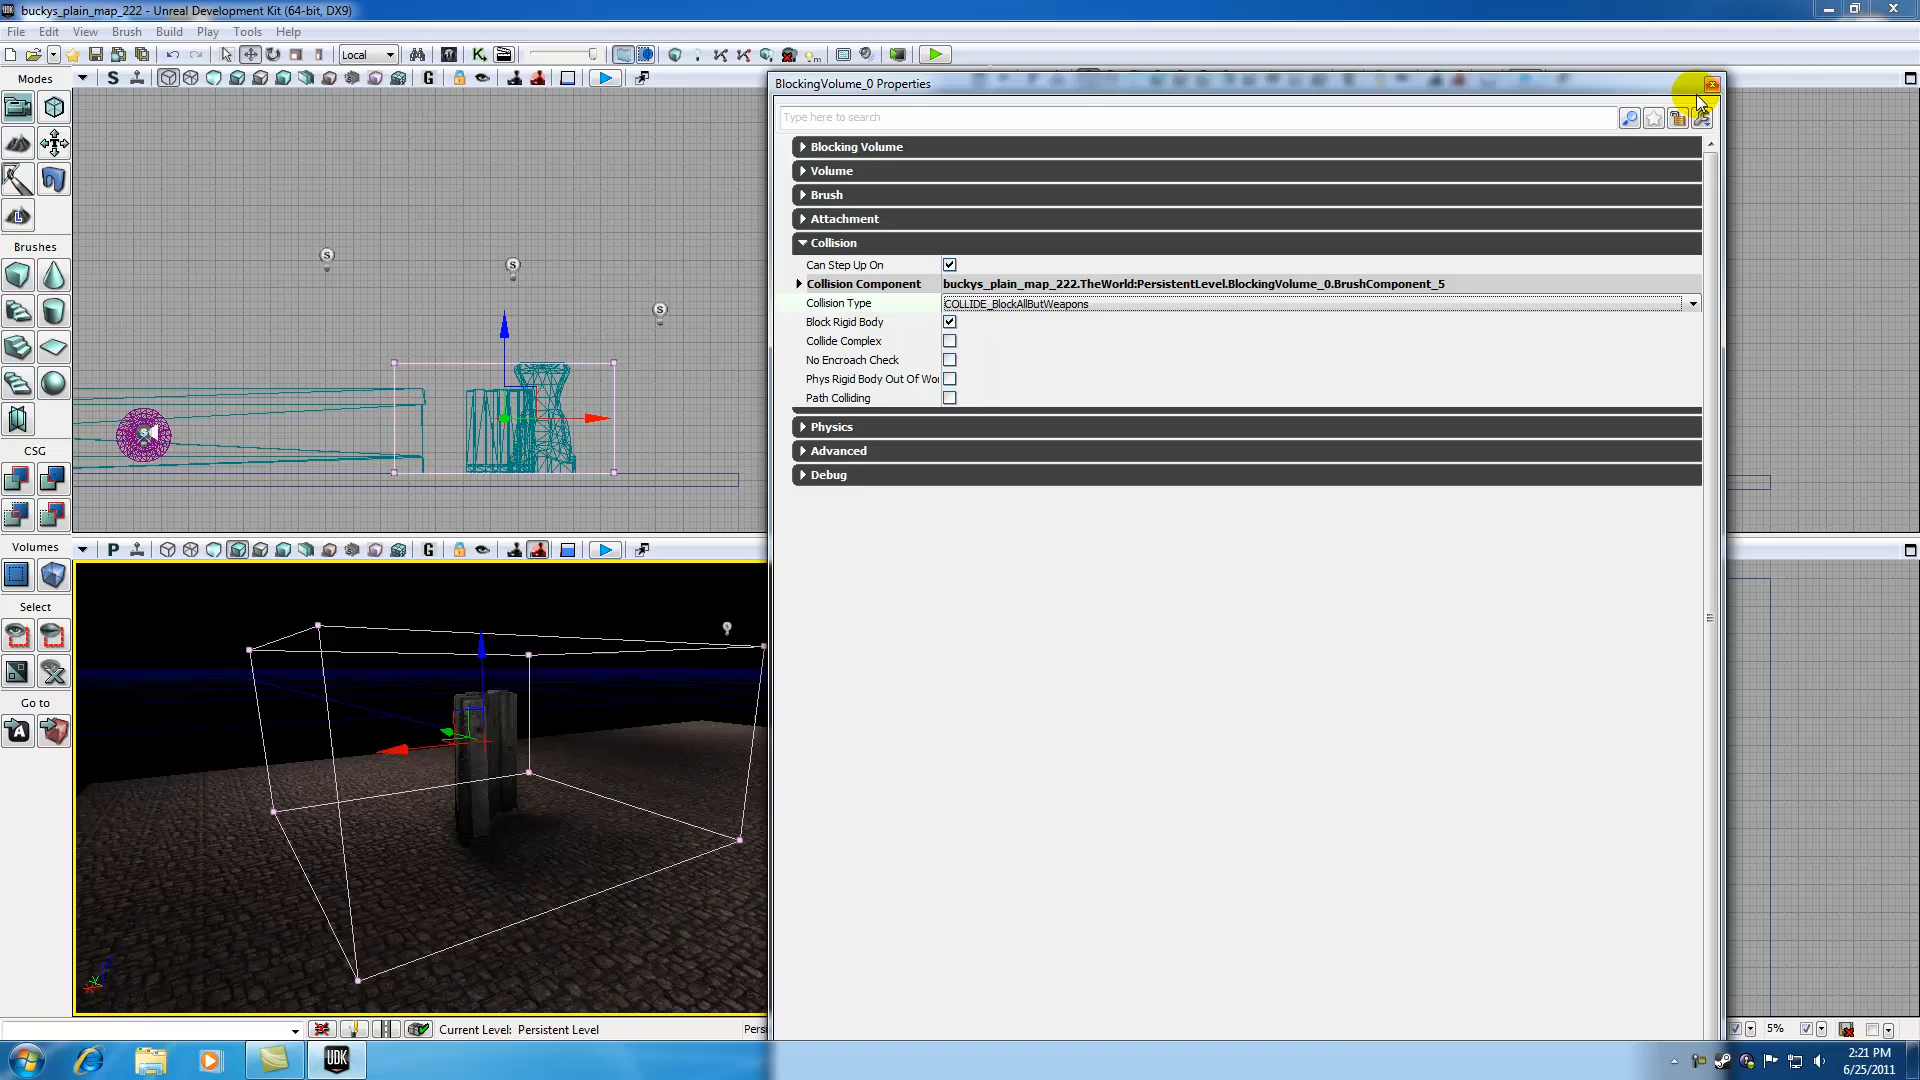 buckys_plain_map_222 - Unreal Development Kit (64-bit, DX9)
File Edit View Brush Build Play Tools Help
Local
Modes
S
G
BlockingVolume_0 Properties
Type here to search
Blocking Volume
Volume
Brush
Attachment
Collision
Can Step Up On
Collision Component buckys_plain_map_222.TheWorld:PersistentLevel.BlockingVolume_0.BrushComponent_5
Collision Type COLLIDE_BlockAllButWeapons
Block Rigid Body
Collide Complex
No Encroach Check
Phys Rigid Body Out Of Wor
Path Colliding
Physics
Advanced
Debug
Brushes
CSG
Volumes
P
G
Select
Go to
Current Level: Persistent Level
Persi
5%
UDK
2:21 PM
6/25/2011